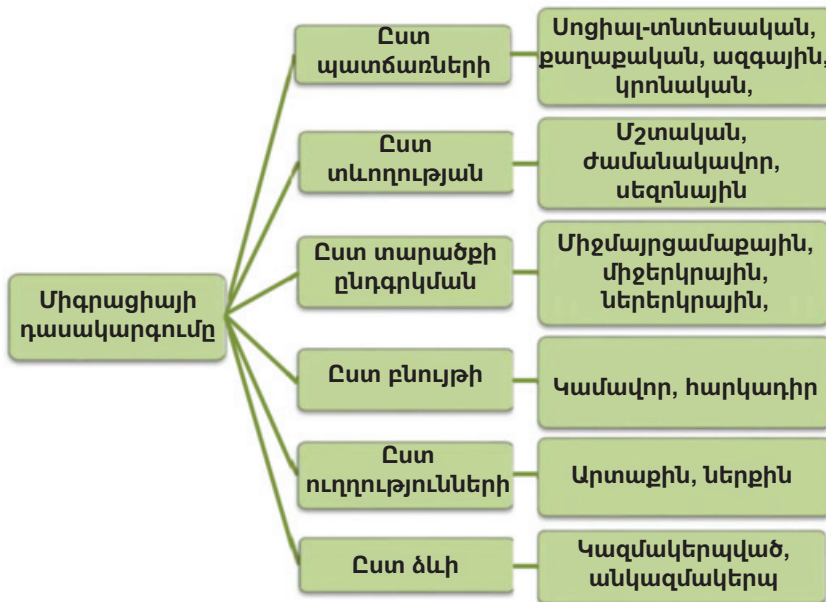 Միգրացիայի
դասակարգումը
Ըստ
պատճառների
Սոցիալ-տնտեսական,
քաղաքական, ազգային,
կրոնական,
Ըստ
տևողության
Մշտական,
ժամանակավոր,
սեզոնային
Ըստ տարածքի
ընդգրկման
Միջմայրցամաքային,
միջերկրային,
ներերկրային,
Ըստ բնույթի
Կամավոր, հարկադիր
Ըստ
ուղղությունների
Արտաքին, ներքին
Ըստ ձևի
Կազմակերպված,
անկազմակերպ